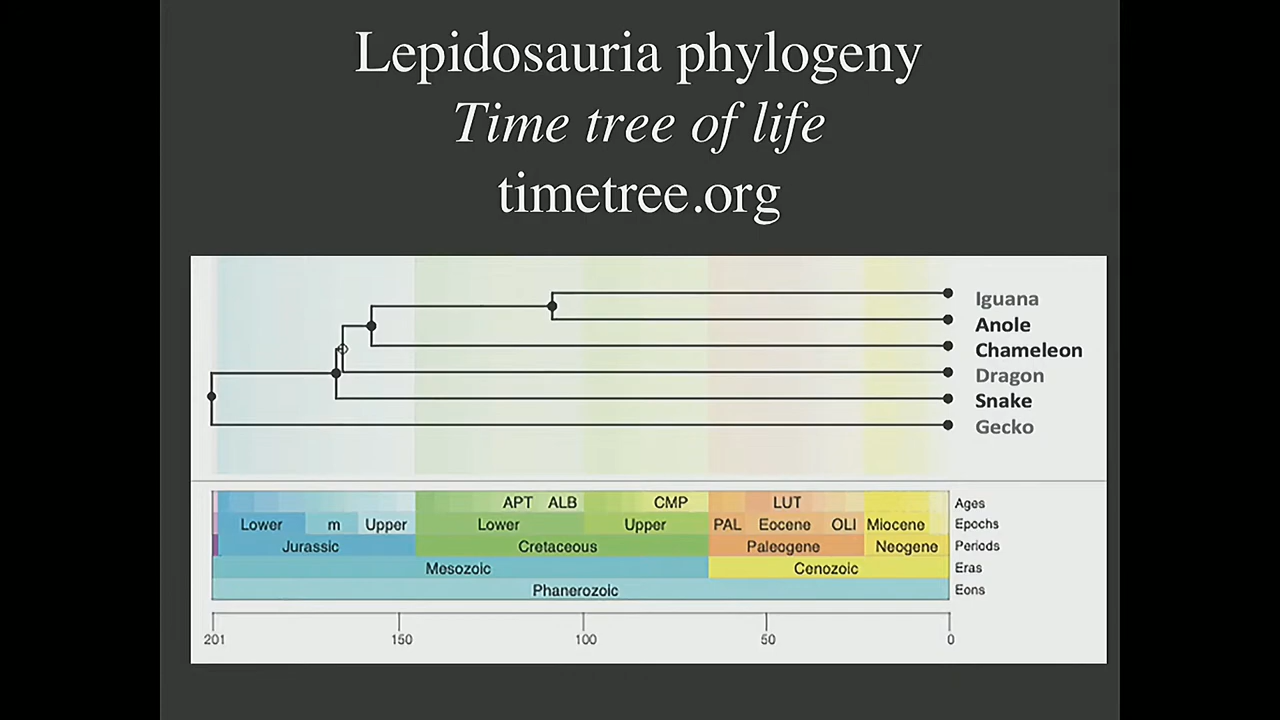 Lepidosauria phylogeny
Time tree of life
timetree.org
Iguana
Anole
Chameleon
Dragon
Snake
Gecko
APT ALB CMP LUT Ages
Lower m Upper Lower Upper PAL Eocene OLI Miocene Epochs
Jurassic Cretaceous Paleogene Neogene Periods
Mesozoic Cenozoic Eras
Phanerozoic Eons
201 150 100 50 0